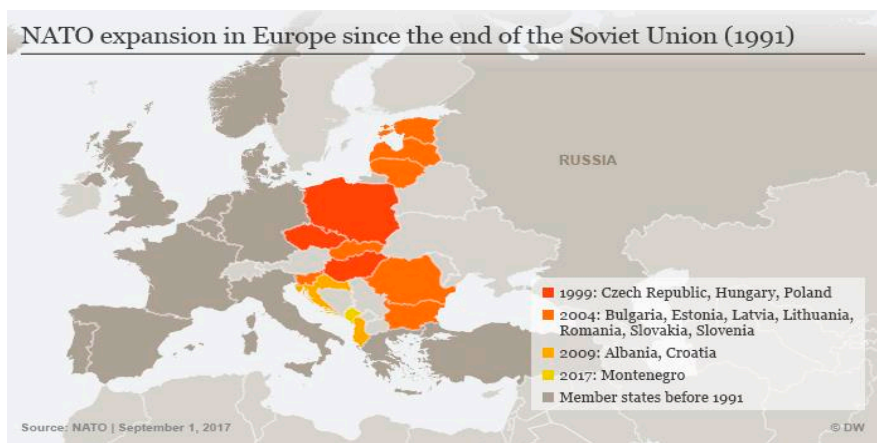 NATO expansion in Europe since the end of the Soviet Union (1991)
RUSSIA
1999: Czech Republic, Hungary, Poland
2004: Bulgaria, Estonia, Latvia, Lithuania,
Romania, Slovakia, Slovenia
2009: Albania, Croatia
2017: Montenegro
Member states before 1991
Source: NATO | September 1, 2017
© DW